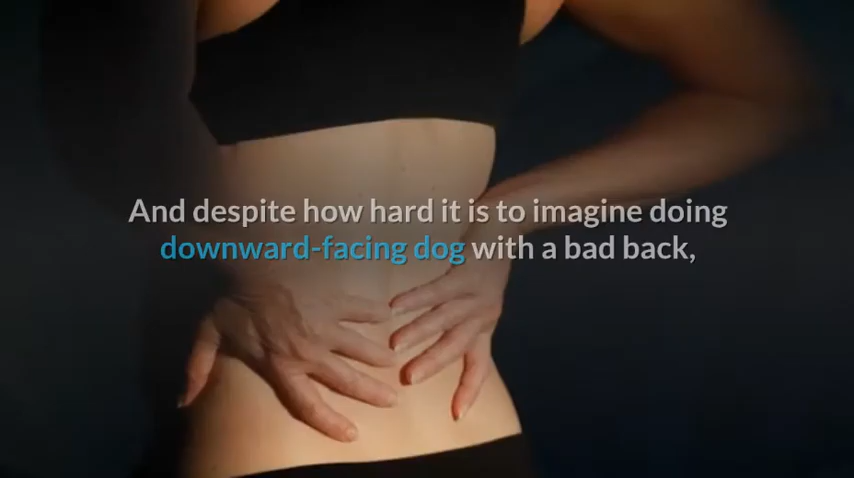 And despite how hard it is to imagine doing
downward-facing dog with a bad back,